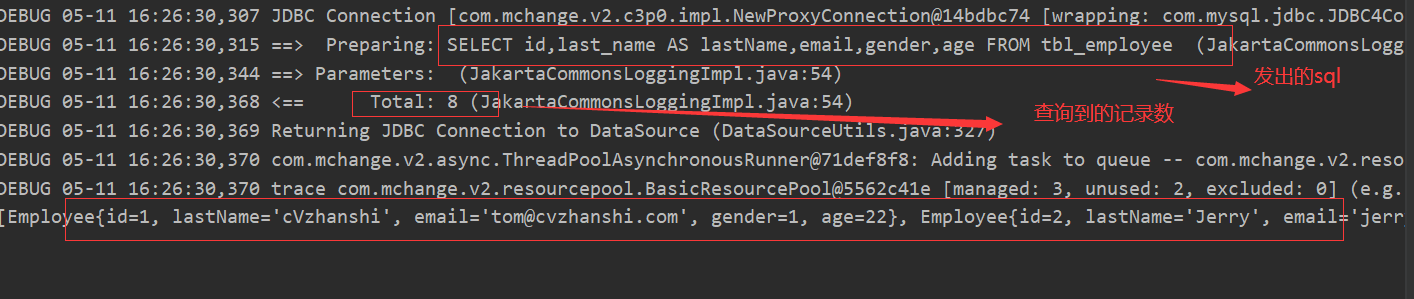 DEBUG 05-11 16:26:30,307 JDBC Connection [com.mchange.v2.c3p0.impl.NewProxyConnection@14bdbc74 [wrapping: com.mysql.jdbc.JDBC4Co
DEBUG 05-11 16:26:30,315 ==>  Preparing: SELECT id,last_name AS lastName,email,gender,age FROM tbl_employee  (JakartaCommonsLogg
DEBUG 05-11 16:26:30,344 ==> Parameters:  (JakartaCommonsLoggingImpl.java:54)
发出的sql
DEBUG 05-11 16:26:30,368 <==      Total: 8 (JakartaCommonsLoggingImpl.java:54)
查询到的记录数
DEBUG 05-11 16:26:30,369 Returning JDBC Connection to DataSource (DataSourceUtils.java:327)
DEBUG 05-11 16:26:30,370 com.mchange.v2.async.ThreadPoolAsynchronousRunner@71def8f8: Adding task to queue -- com.mchange.v2.reso
DEBUG 05-11 16:26:30,370 trace com.mchange.v2.resourcepool.BasicResourcePool@5562c41e [managed: 3, unused: 2, excluded: 0] (e.g.
[Employee{id=1, lastName='cVzhanshi', email='tom@cvzhanshi.com', gender=1, age=22}, Employee{id=2, lastName='Jerry', email='jerry